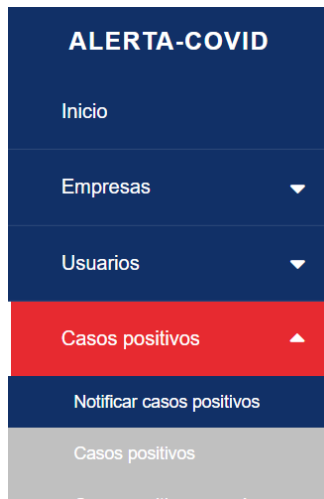 ALERTA-COVID
Inicio
Empresas
Usuarios
Casos positivos
Notificar casos positivos
Casos positivos